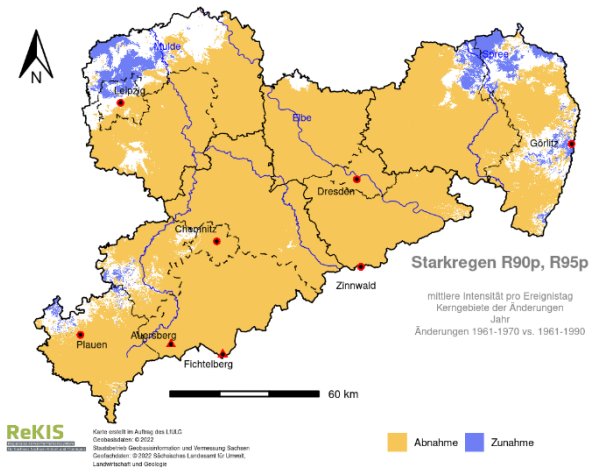 N
Mulde
Leipzig
Spree
Elbe
Görlitz
Dresden
Chemnitz
Zinnwald
Auersberg
Plauen
Fichtelberg
Starkregen R90p, R95p
mittlere Intensität pro Ereignistag
Kerngebiete der Änderungen
Jahr
Änderungen 1961-1970 vs. 1961-1990
60 km
ReKIS
Karte erstellt im Auftrag des LfULG.
Geobasisdaten: © 2022
Staatsbetrieb Geobasisinformation und Vermessung Sachsen
Geofachdaten: © 2022 Sächsisches Landesamt für Umwelt,
Landwirtschaft und Geologie
Abnahme
Zunahme